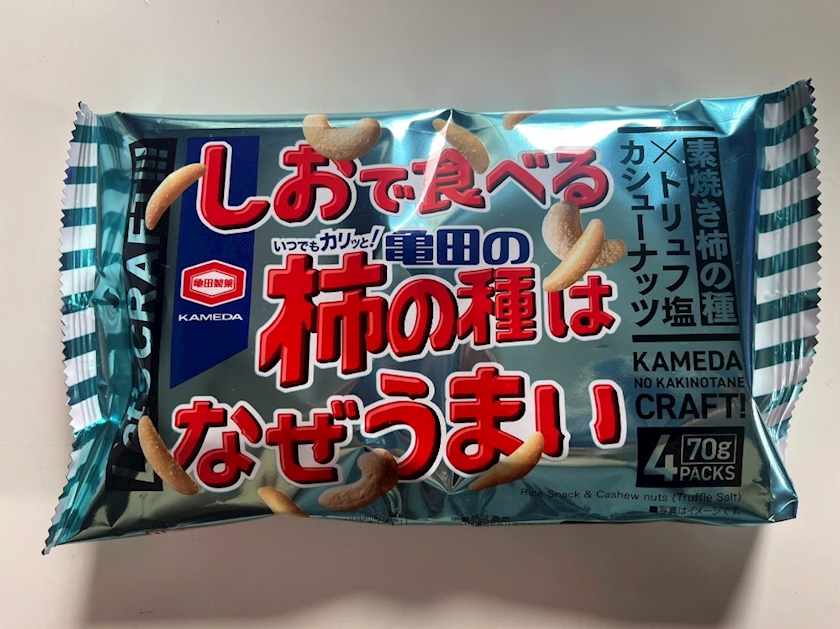 しおで食べる
いつでもカリッと!
亀田の
柿の種は
なぜうまい
亀田製菓
KAMEDA
素焼き柿の種
×トリュフ塩
カシューナッツ
KAMEDA
NO KAKINOTANE
CRAFT!
4 70g
PACKS
Rice Snack & Cashew nuts (Truffle Salt)
■写真はイメージです
CRAFT!!!